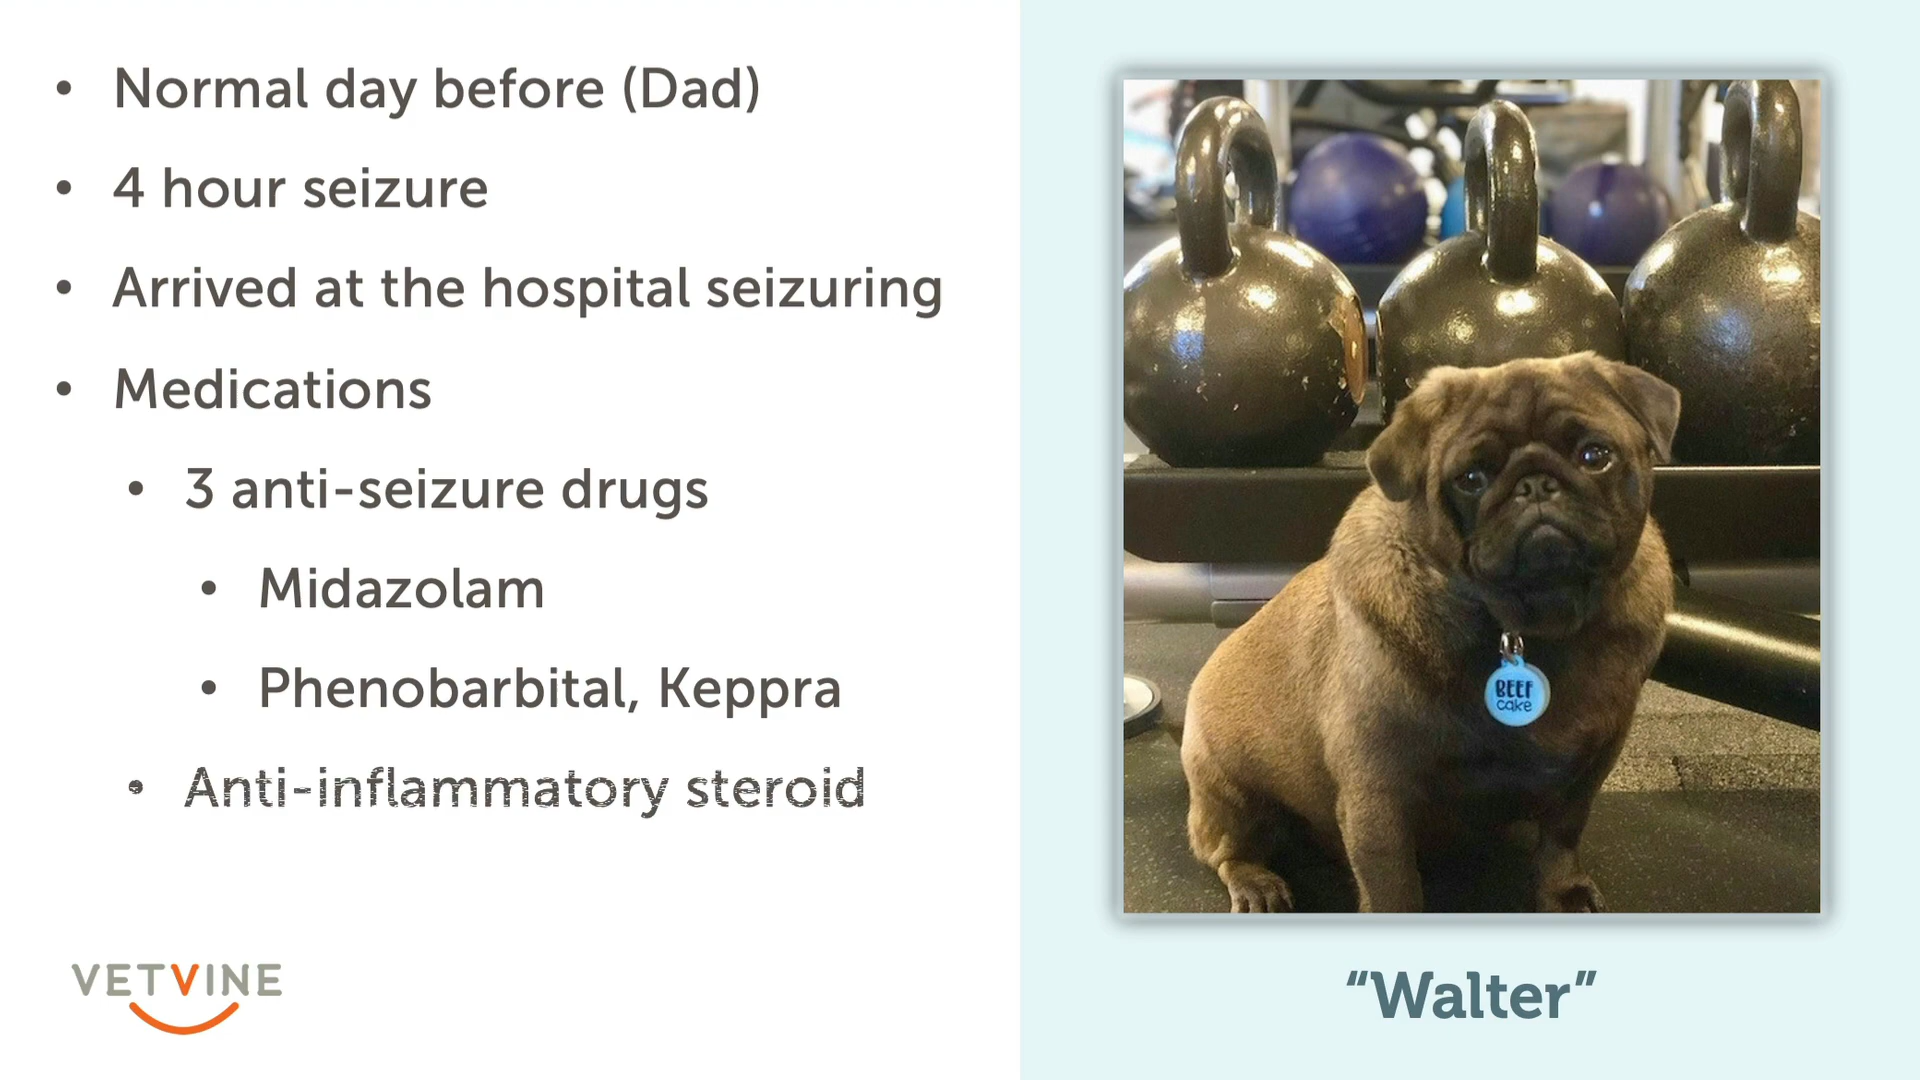 • Normal day before (Dad)
• 4 hour seizure
• Arrived at the hospital seizuring
• Medications
• 3 anti-seizure drugs
• Midazolam
• Phenobarbital, Keppra
• Anti-inflammatory steroid
VETVINE
BEEF
cake
“Walter”